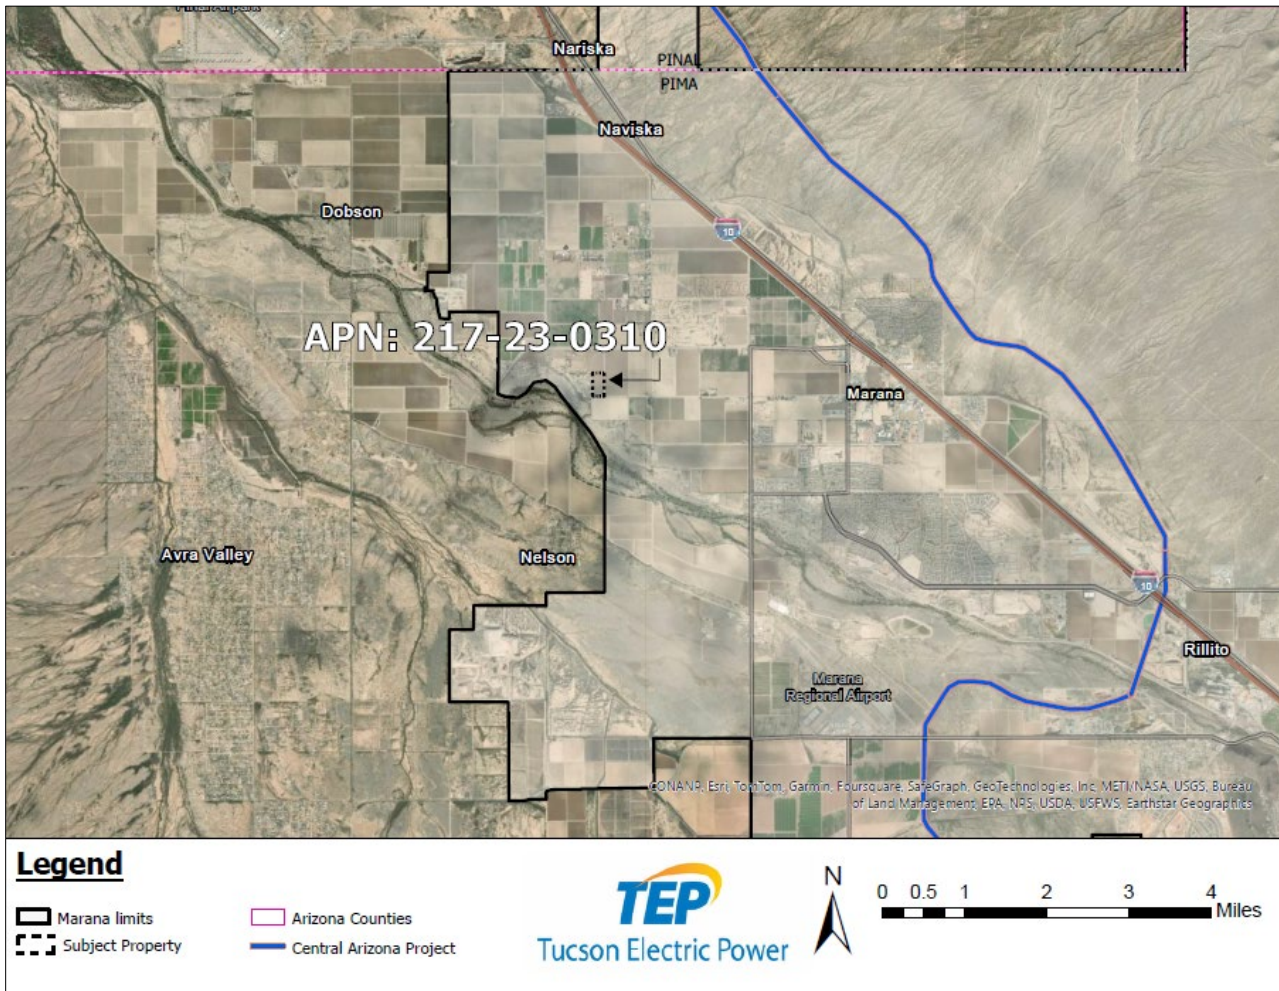 Pinal Airpark
Nariska
PINAL
PIMA
Naviska
Dobson
10
APN: 217-23-0310
Marana
Avra Valley
Nelson
10
Rillito
Marana
Regional Airport
CONANP, Esri, TomTom, Garmin, Foursquare, SafeGraph, GeoTechnologies, Inc, METI/NASA, USGS, Bureau
of Land Management, EPA, NPS, USDA, USFWS, Earthstar Geographics
Legend
Marana limits
Subject Property
Arizona Counties
Central Arizona Project
TEP
Tucson Electric Power
N
0 0.5 1 2 3 4
Miles